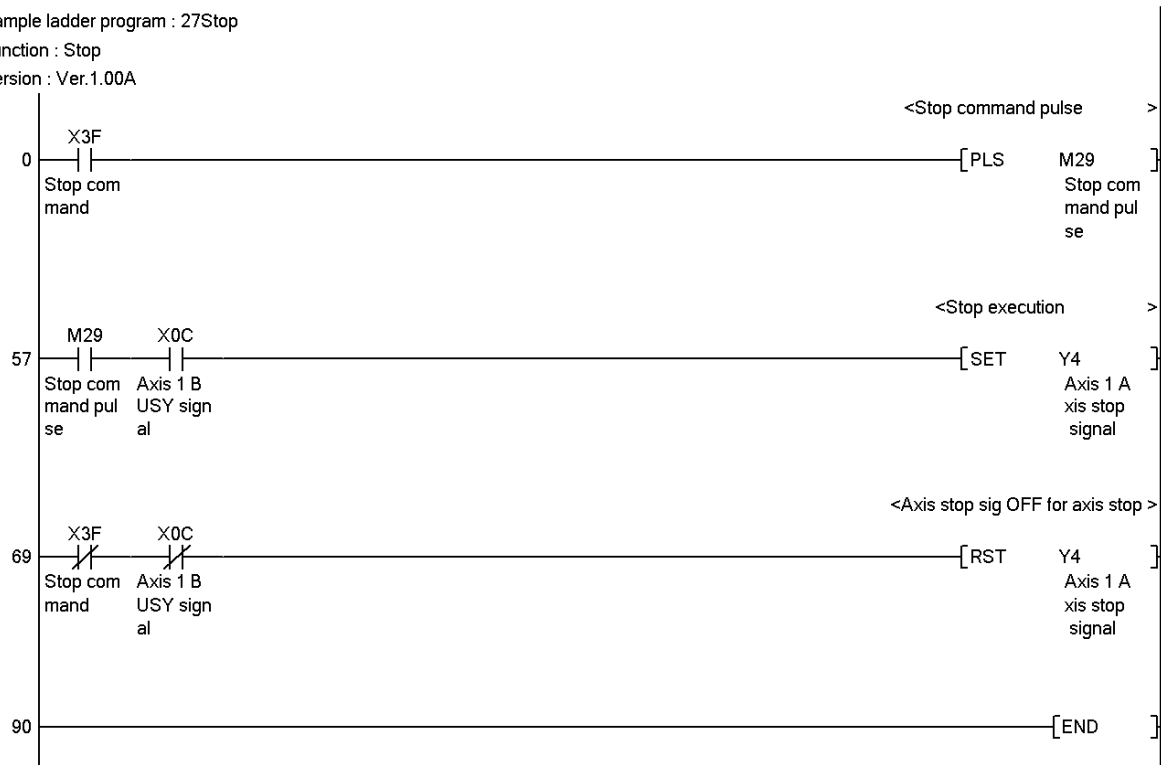 ample ladder program : 27Stop
unction : Stop
ersion : Ver.1.00A
<Stop command pulse >
X3F
0 [PLS M29 ]
Stop com
mand
Stop com
mand pul
se
<Stop execution >
M29 X0C
57 [SET Y4 ]
Stop com
mand pul
se
Axis 1 B
USY sign
al
Axis 1 A
xis stop
signal
<Axis stop sig OFF for axis stop >
X3F X0C
69 [RST Y4 ]
Stop com
mand
Axis 1 B
USY sign
al
Axis 1 A
xis stop
signal
90 [END ]